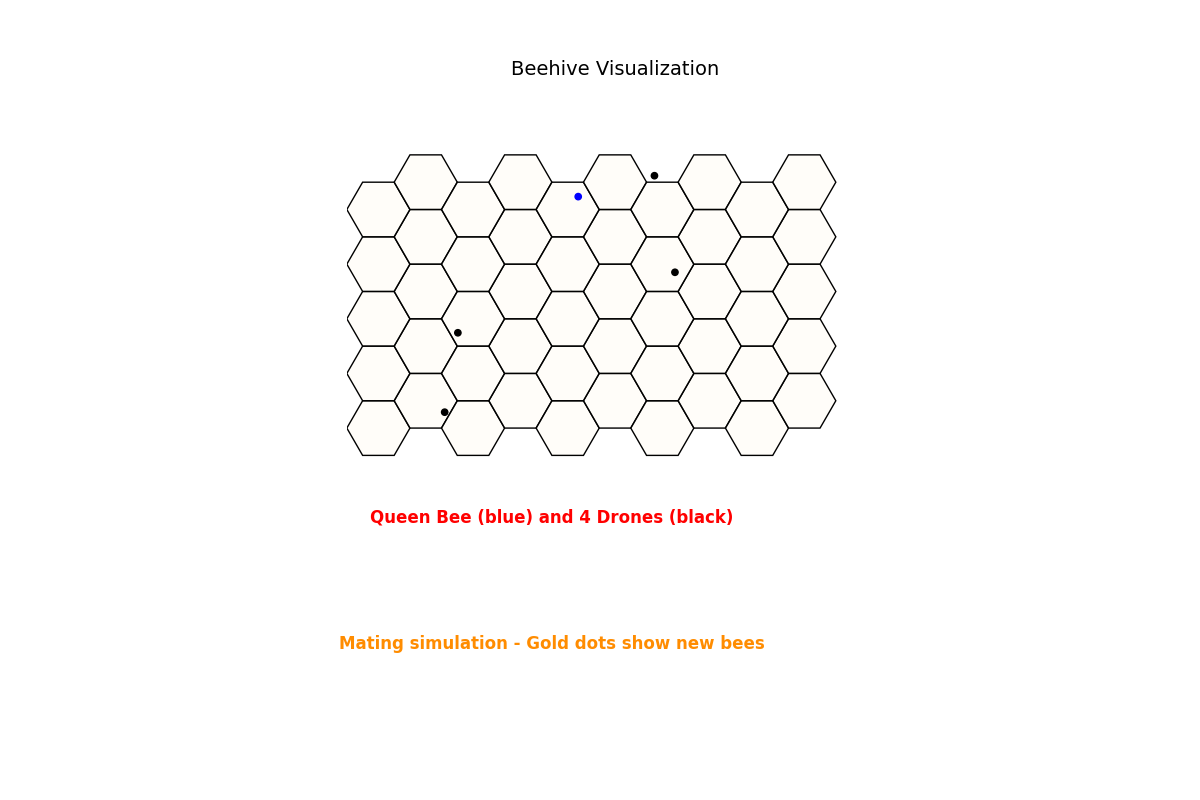 Beehive Visualization
Queen Bee (blue) and 4 Drones (black)
Mating simulation - Gold dots show new bees